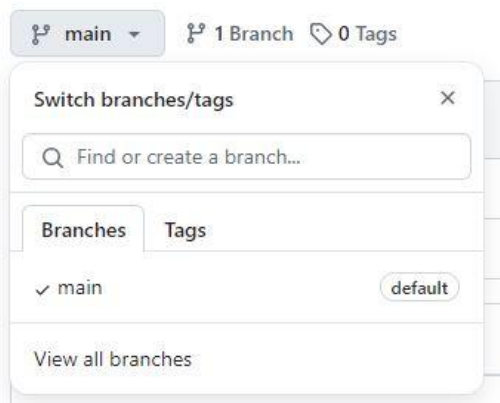 main 1 Branch 0 Tags
Switch branches/tags
Find or create a branch...
Branches Tags
main default
View all branches